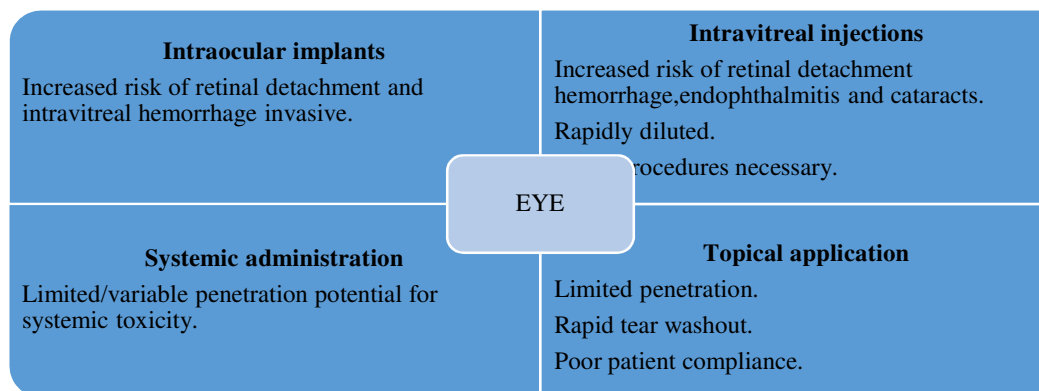 Intraocular implants
Increased risk of retinal detachment and
intravitreal hemorrhage invasive.
Intravitreal injections
Increased risk of retinal detachment
hemorrhage,endophthalmitis and cataracts.
Rapidly diluted.
rocedures necessary.
EYE
Systemic administration
Limited/variable penetration potential for
systemic toxicity.
Topical application
Limited penetration.
Rapid tear washout.
Poor patient compliance.